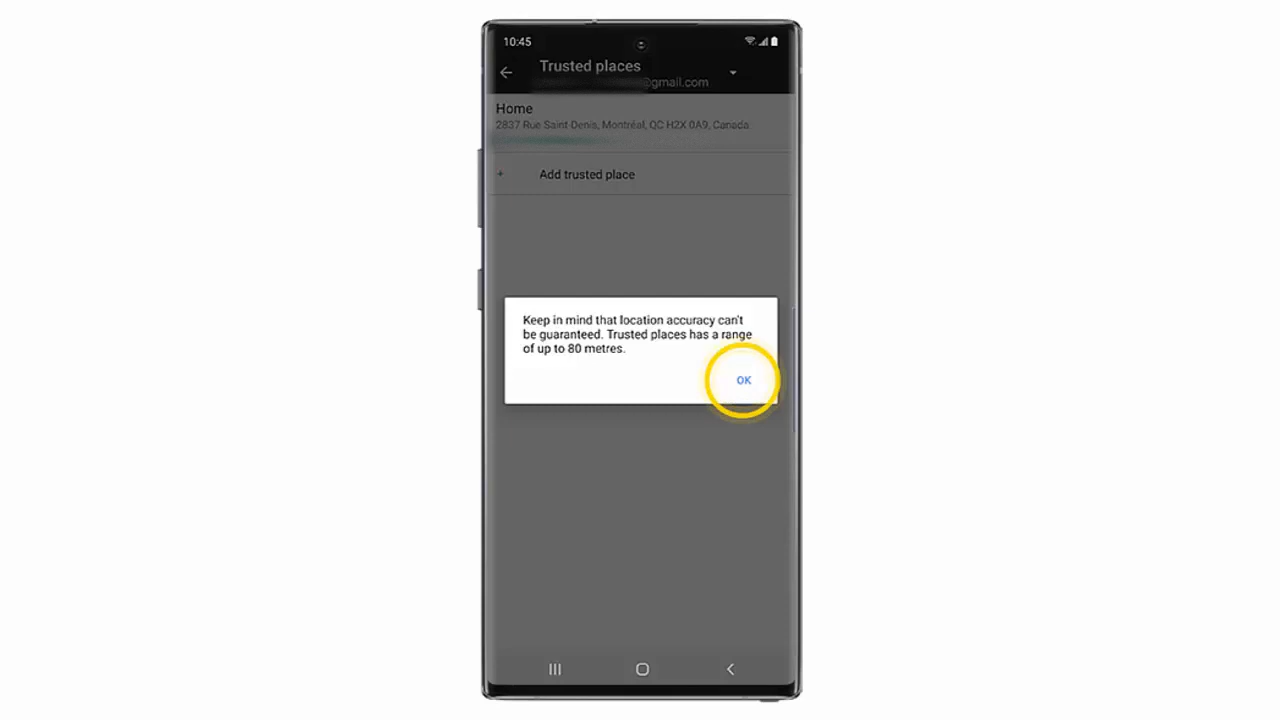 10:45
Trusted places
@gmail.com
Home
2837 Rue Saint-Denis, Montréal, QC H2X 0A9, Canada
+ Add trusted place
Keep in mind that location accuracy can't
be guaranteed. Trusted places has a range
of up to 80 metres.
OK